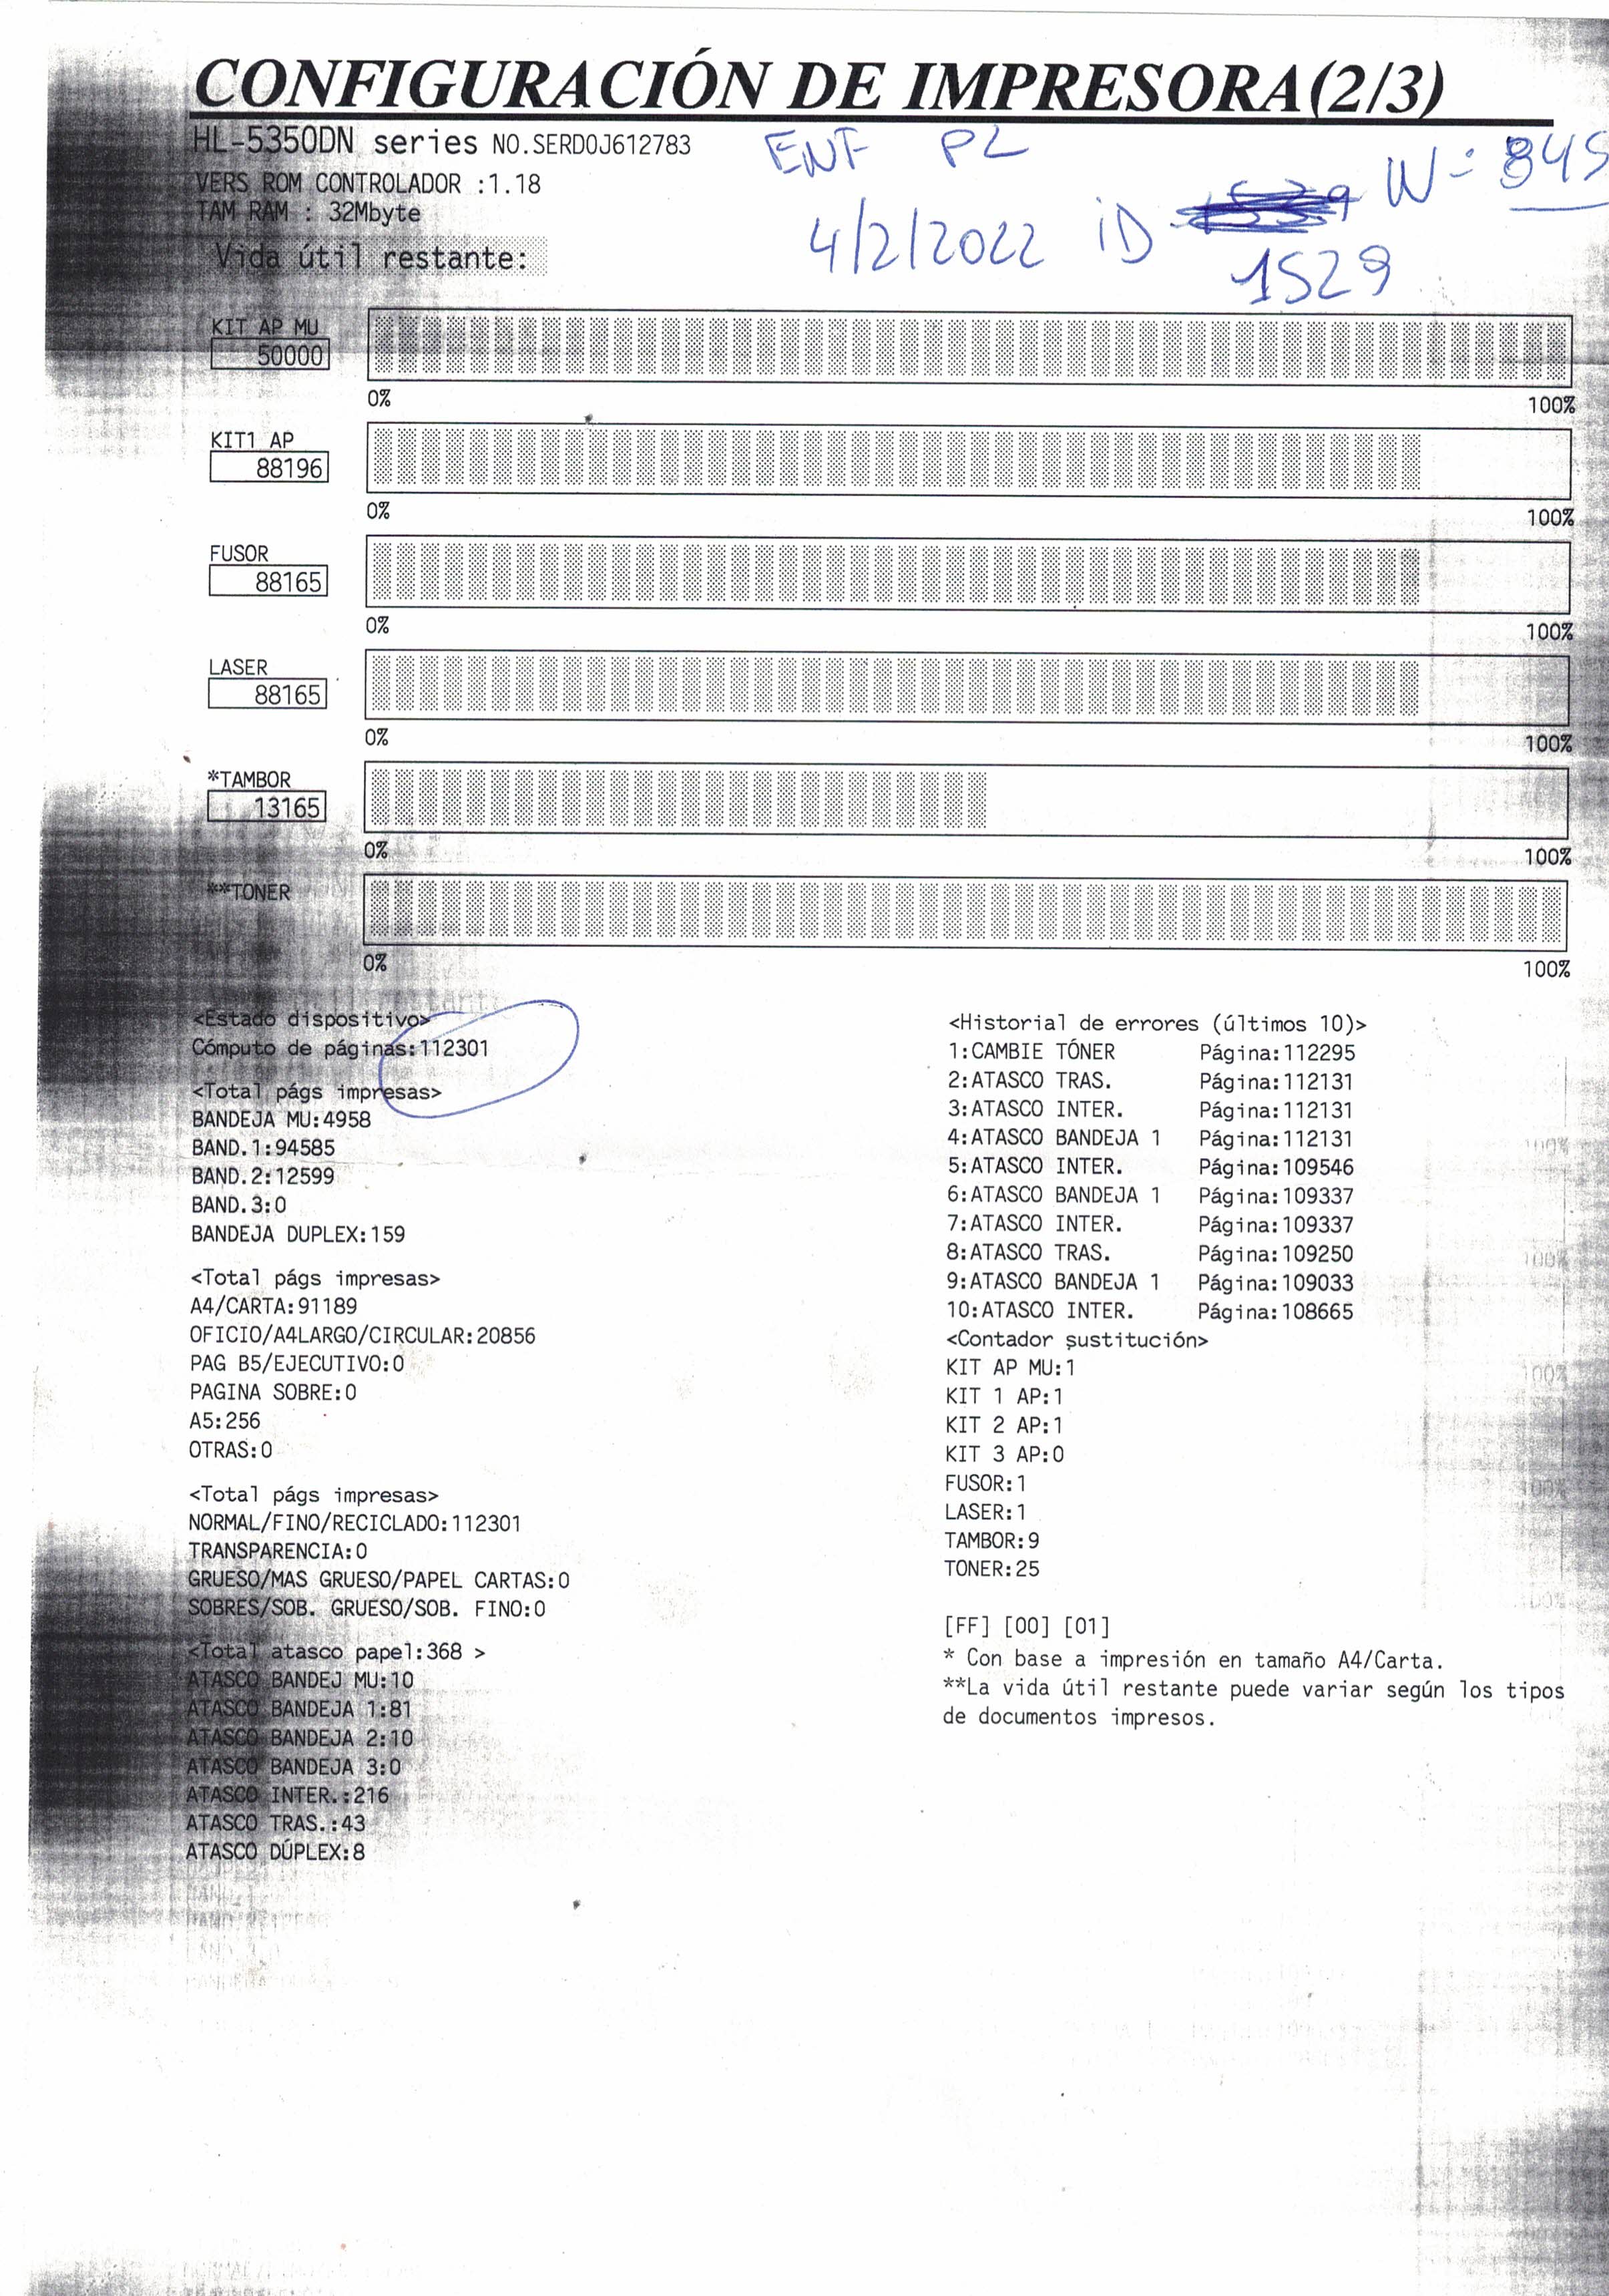 CONFIGURACIÓN DE IMPRESORA(2/3)
HL-5350DN series NO.SERD0J612783
ENF PL
W: 845
VERS ROM CONTROLADOR :1.18
TAM RAM : 32Mbyte
4/2/2022 iD
1529
Vida útil restante:
KIT AP MU
50000
0% 100%
KIT1 AP
88196
0% 100%
FUSOR
88165
0% 100%
LASER
88165
0% 100%
*TAMBOR
13165
0% 100%
**TONER
0% 100%
<Estado dispositivo>
Cómputo de páginas:112301
<Total págs impresas>
BANDEJA MU:4958
BAND.1:94585
BAND.2:12599
BAND.3:0
BANDEJA DUPLEX:159
<Total págs impresas>
A4/CARTA:91189
OFICIO/A4LARGO/CIRCULAR:20856
PAG B5/EJECUTIVO:0
PAGINA SOBRE:0
A5:256
OTRAS:0
<Total págs impresas>
NORMAL/FINO/RECICLADO:112301
TRANSPARENCIA:0
GRUESO/MAS GRUESO/PAPEL CARTAS:0
SOBRES/SOB. GRUESO/SOB. FINO:0
<Total atasco papel:368 >
ATASCO BANDEJ MU:10
ATASCO BANDEJA 1:81
ATASCO BANDEJA 2:10
ATASCO BANDEJA 3:0
ATASCO INTER.:216
ATASCO TRAS.:43
ATASCO DÚPLEX:8
<Historial de errores (últimos 10)>
1:CAMBIE TÓNER Página:112295
2:ATASCO TRAS. Página:112131
3:ATASCO INTER. Página:112131
4:ATASCO BANDEJA 1 Página:112131
5:ATASCO INTER. Página:109546
6:ATASCO BANDEJA 1 Página:109337
7:ATASCO INTER. Página:109337
8:ATASCO TRAS. Página:109250
9:ATASCO BANDEJA 1 Página:109033
10:ATASCO INTER. Página:108665
<Contador sustitución>
KIT AP MU:1
KIT 1 AP:1
KIT 2 AP:1
KIT 3 AP:0
FUSOR:1
LASER:1
TAMBOR:9
TONER:25
[FF] [00] [01]
* Con base a impresión en tamaño A4/Carta.
**La vida útil restante puede variar según los tipos
de documentos impresos.